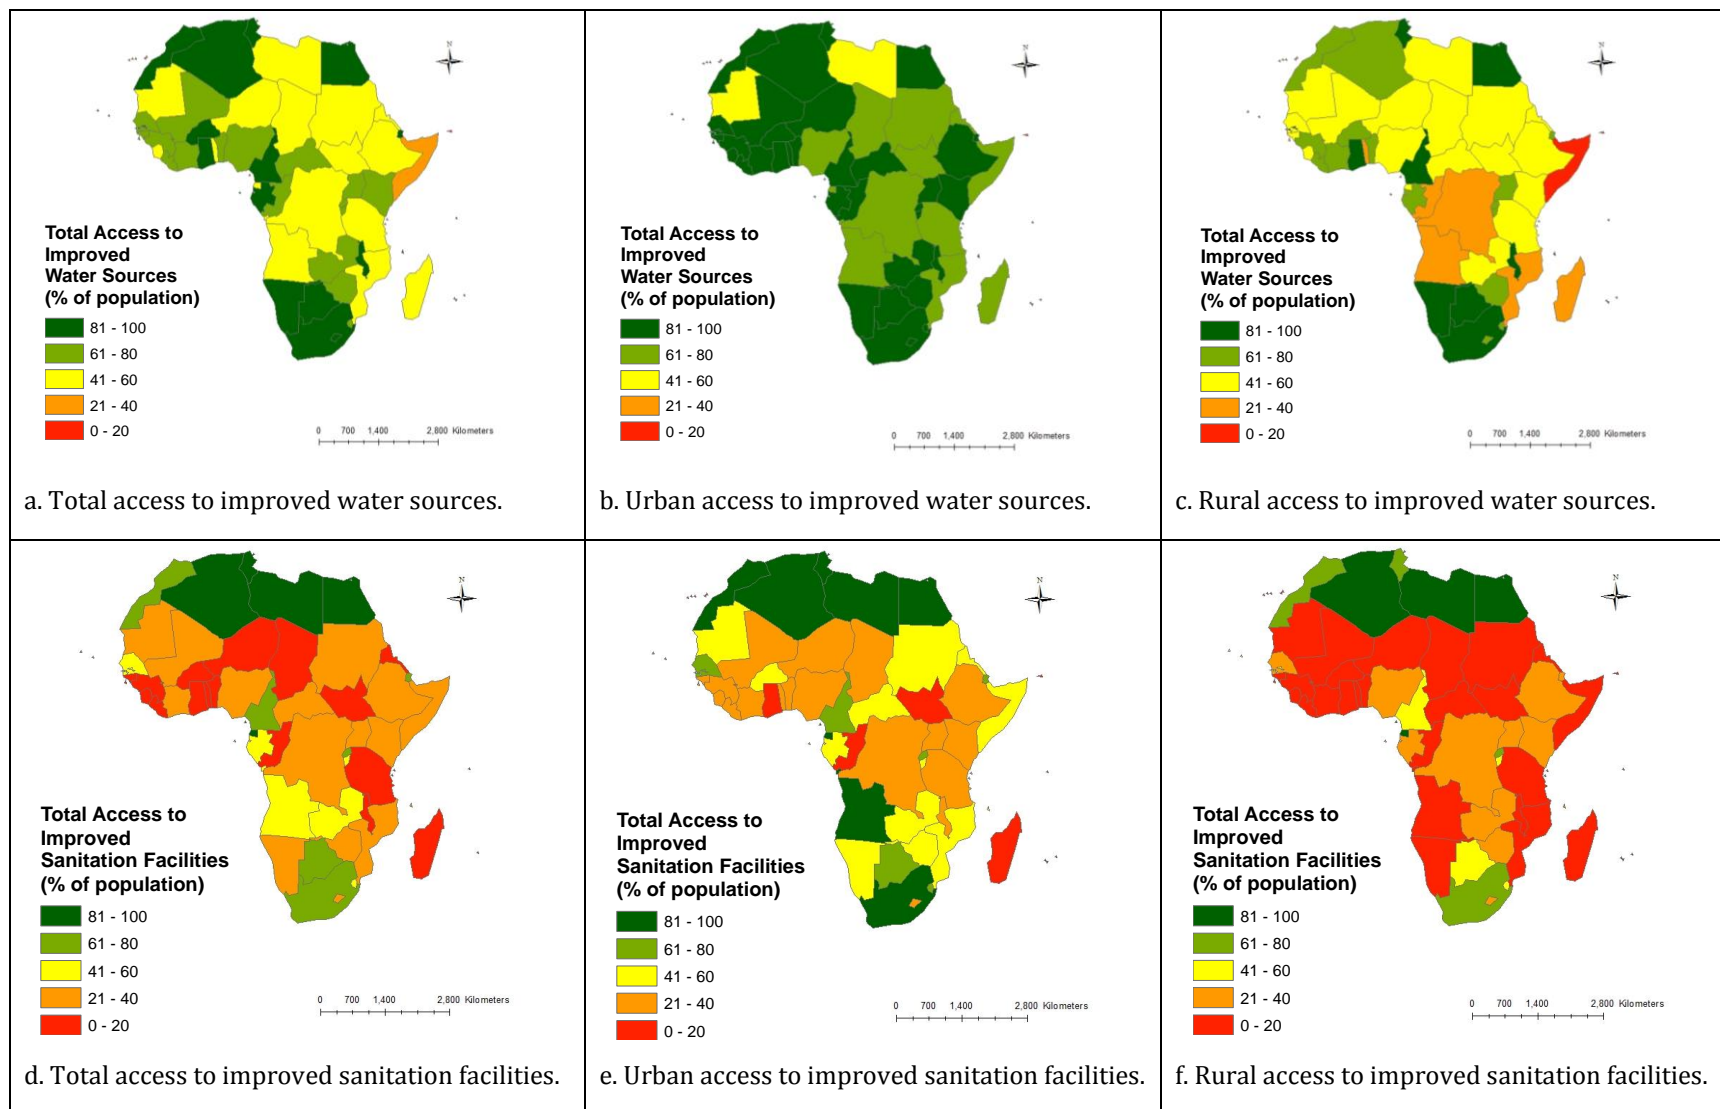 N
Total Access to
Improved
Water Sources
(% of population)
81 - 100
61 - 80
41 - 60
21 - 40
0 - 20
0 700 1,400 2,800 Kilometers
a. Total access to improved water sources.
N
Total Access to
Improved
Water Sources
(% of population)
81 - 100
61 - 80
41 - 60
21 - 40
0 - 20
0 700 1,400 2,800 Kilometers
b. Urban access to improved water sources.
N
Total Access to
Improved
Water Sources
(% of population)
81 - 100
61 - 80
41 - 60
21 - 40
0 - 20
0 700 1,400 2,800 Kilometers
c. Rural access to improved water sources.
N
Total Access to
Improved
Sanitation Facilities
(% of population)
81 - 100
61 - 80
41 - 60
21 - 40
0 - 20
0 700 1,400 2,800 Kilometers
d. Total access to improved sanitation facilities.
N
Total Access to
Improved
Sanitation Facilities
(% of population)
81 - 100
61 - 80
41 - 60
21 - 40
0 - 20
0 700 1,400 2,800 Kilometers
e. Urban access to improved sanitation facilities.
N
Total Access to
Improved
Sanitation Facilities
(% of population)
81 - 100
61 - 80
41 - 60
21 - 40
0 - 20
0 700 1,400 2,800 Kilometers
f. Rural access to improved sanitation facilities.